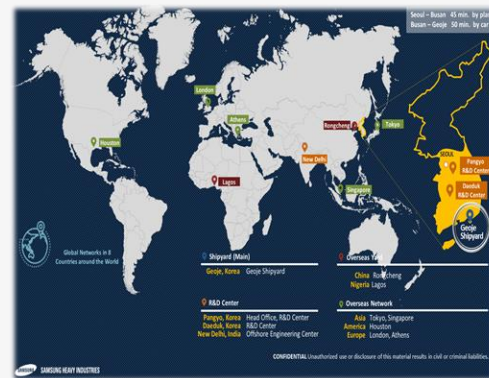 Seoul – Busan 45 min. by plan
Busan – Geoje 50 min. by car
London
Athens
Houston
Rongcheng
Tokyo
New Delhi
Lagos
Singapore
SEOUL
Pangyo
R&D Center
Daeduk
R&D Center
Geoje
Shipyard
Global Networks in 8
Countries around the World
Shipyard (Main)
Geoje, Korea Geoje Shipyard
Overseas Yard
China Rongcheng
Nigeria Lagos
R&D Center
Pangyo, Korea Head Office, R&D Center
Daeduk, Korea R&D Center
New Delhi, India Offshore Engineering Center
Overseas Network
Asia Tokyo, Singapore
America Houston
Europe London, Athens
CONFIDENTIAL Unauthorized use or disclosure of this material results in civil or criminal liabilities.
SAMSUNG SAMSUNG HEAVY INDUSTRIES